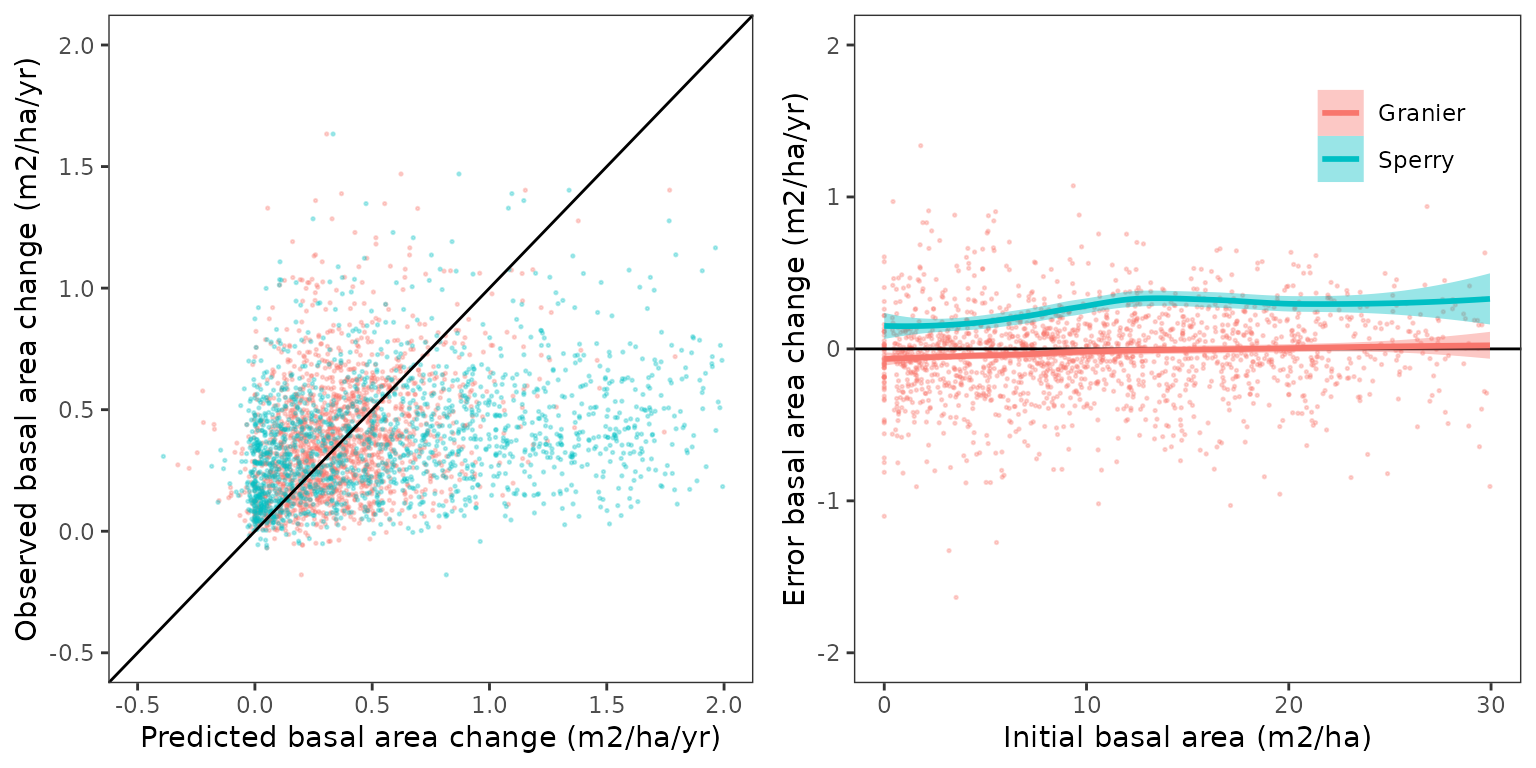 Observed basal area change (m2/ha/yr)
2.0
1.5
1.0
0.5
0.0
-0.5
-0.5 0.0 0.5 1.0 1.5 2.0
Predicted basal area change (m2/ha/yr)
Error basal area change (m2/ha/yr)
2
1
0
-1
-2
Granier
Sperry
0 10 20 30
Initial basal area (m2/ha)